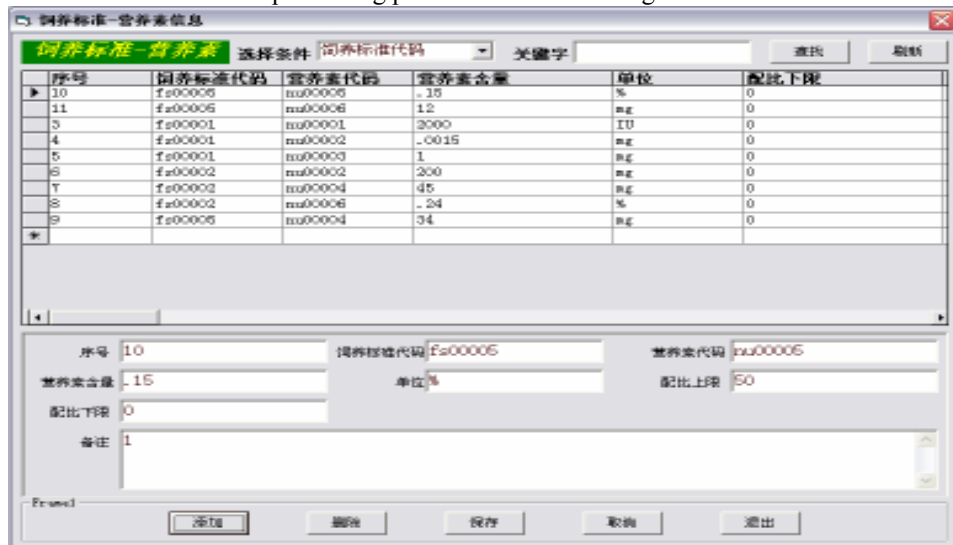 饲养标准-营养素信息
饲养标准-营养素 选择条件 饲养标准代码 关键字 查找 刷新
序号 饲养标准代码 营养素代码 营养素含量 单位 配比下限
10 fs00005 nu00005 .15 % 0
11 fs00005 nu00006 12 mg 0
3 fs00001 nu00001 2000 IU 0
4 fs00001 nu00002 .0015 mg 0
5 fs00001 nu00003 1 mg 0
6 fs00002 nu00002 200 mg 0
7 fs00002 nu00004 45 mg 0
8 fs00002 nu00006 .24 % 0
9 fs00005 nu00004 34 mg 0
序号 10 饲养标准代码 fs00005 营养素代码 nu00005
营养素含量 .15 单位 % 配比上限 50
配比下限 0
备注 1
Frame1
添加 删除 保存 取消 退出